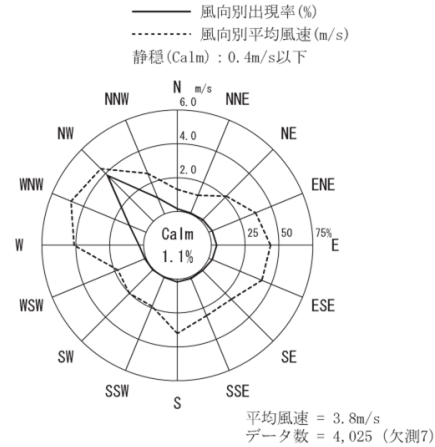 風向別出現率(%)
風向別平均風速(m/s)
静穏(Calm) : 0.4m/s以下
N m/s
NNW NNE
6.0
NW NE
4.0
WNW ENE
2.0
Calm
1.1%
W 25 50 75% E
WSW ESE
SW SE
SSW SSE
S
平均風速 = 3.8m/s
データ数 = 4,025 (欠測7)